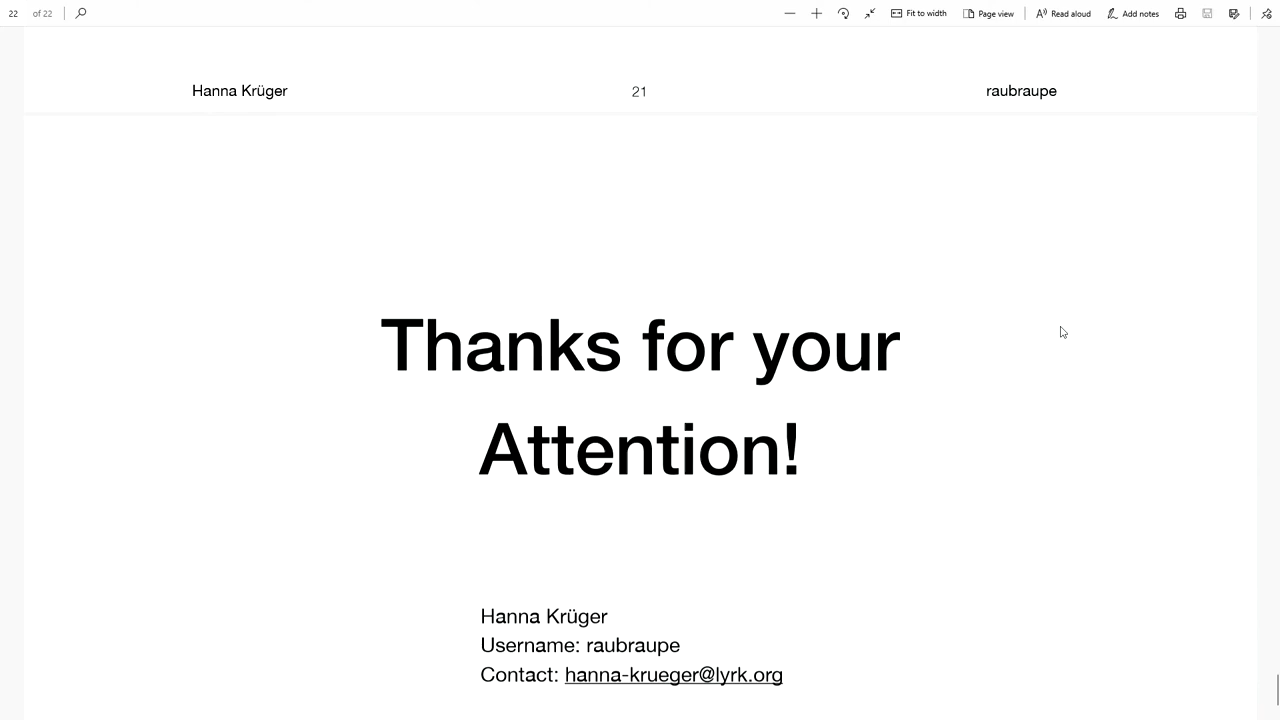 22 of 22 Fit to width Page view Read aloud Add notes
Hanna Krüger 21 raubraupe
Thanks for your
Attention!
Hanna Krüger
Username: raubraupe
Contact: hanna-krueger@lyrk.org